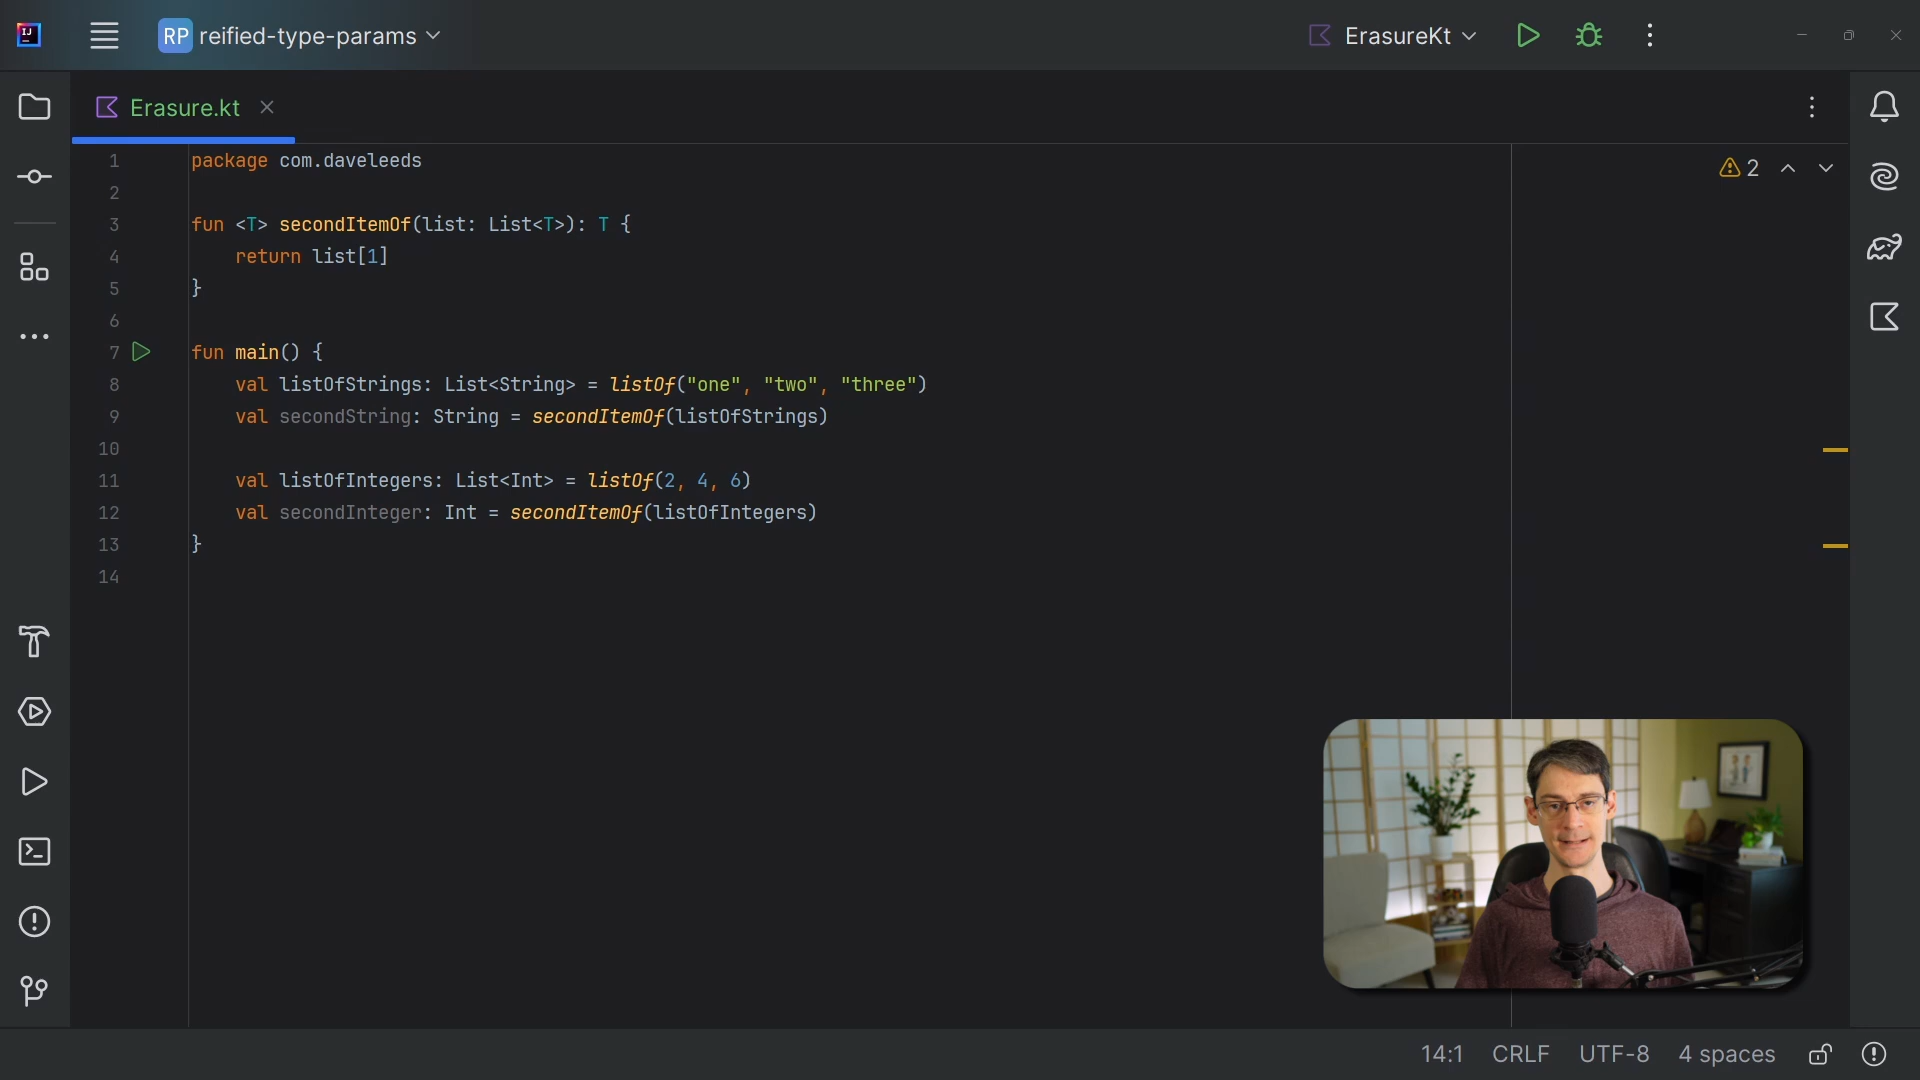 RP reified-type-params
ErasureKt
Erasure.kt
2
1 package com.daveleeds
2
3 fun <T> secondItemOf(list: List<T>): T {
4     return list[1]
5 }
6
7 fun main() {
8     val listOfStrings: List<String> = listOf("one", "two", "three")
9     val secondString: String = secondItemOf(listOfStrings)
10
11     val listOfIntegers: List<Int> = listOf(2, 4, 6)
12     val secondInteger: Int = secondItemOf(listOfIntegers)
13 }
14
14:1 CRLF UTF-8 4 spaces